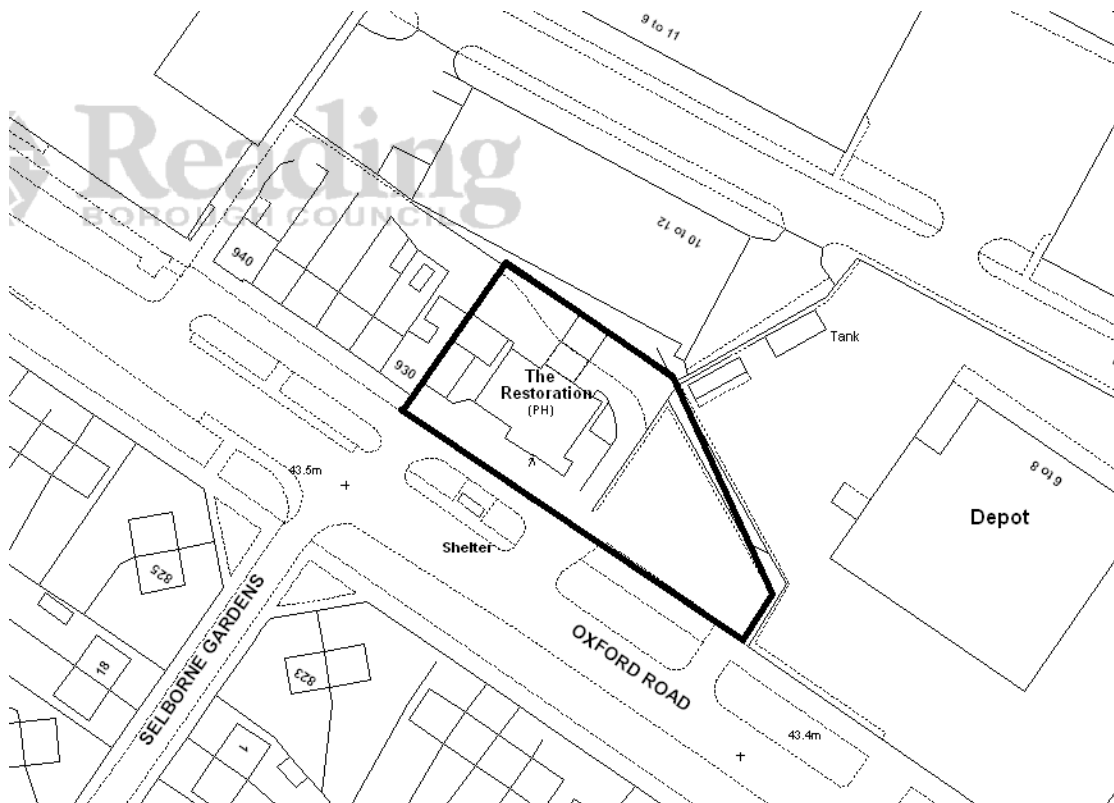 9 to 11
Reading
BOROUGH COUNCIL
10 to 12
940
930
Tank
The
Restoration
(PH)
43.5m
6 to 8
Depot
Shelter
825
SELBORNE GARDENS
OXFORD ROAD
823
18
1
43.4m